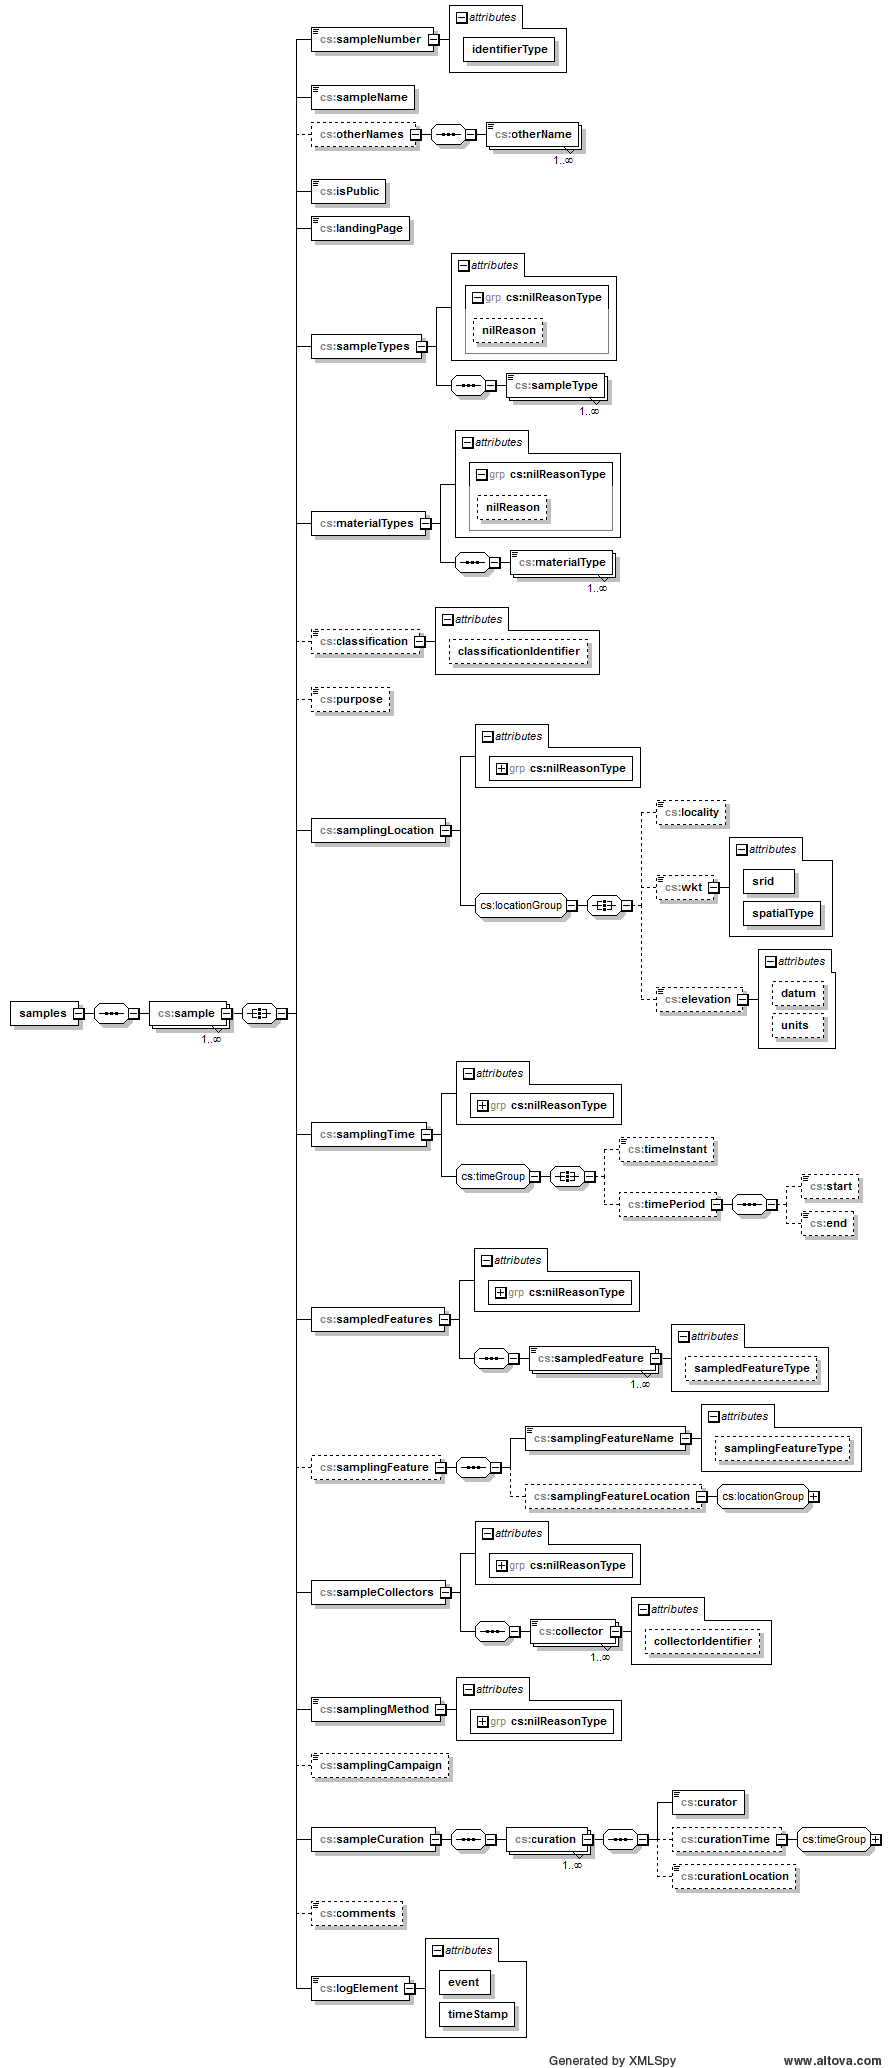 attributes
cs:sampleNumber
identifierType
cs:sampleName
cs:otherNames
cs:otherName
1..∞
cs:isPublic
cs:landingPage
attributes
grp cs:nilReasonType
nilReason
cs:sampleTypes
cs:sampleType
1..∞
attributes
grp cs:nilReasonType
nilReason
cs:materialTypes
cs:materialType
1..∞
attributes
cs:classification
classificationIdentifier
cs:purpose
attributes
grp cs:nilReasonType
cs:samplingLocation
cs:locationGroup
cs:locality
attributes
cs:wkt
srid
spatialType
attributes
cs:elevation
datum
units
samples
cs:sample
1..∞
attributes
grp cs:nilReasonType
cs:samplingTime
cs:timeGroup
cs:timeInstant
cs:timePeriod
cs:start
cs:end
attributes
grp cs:nilReasonType
cs:sampledFeatures
cs:sampledFeature
1..∞
attributes
sampledFeatureType
cs:samplingFeature
cs:samplingFeatureName
attributes
samplingFeatureType
cs:samplingFeatureLocation
cs:locationGroup
attributes
grp cs:nilReasonType
cs:sampleCollectors
cs:collector
1..∞
attributes
collectorIdentifier
cs:samplingMethod
attributes
grp cs:nilReasonType
cs:samplingCampaign
cs:sampleCuration
cs:curation
1..∞
cs:curator
cs:curationTime
cs:timeGroup
cs:curationLocation
cs:comments
attributes
cs:logElement
event
timeStamp
Generated by XMLSpy
www.altova.com